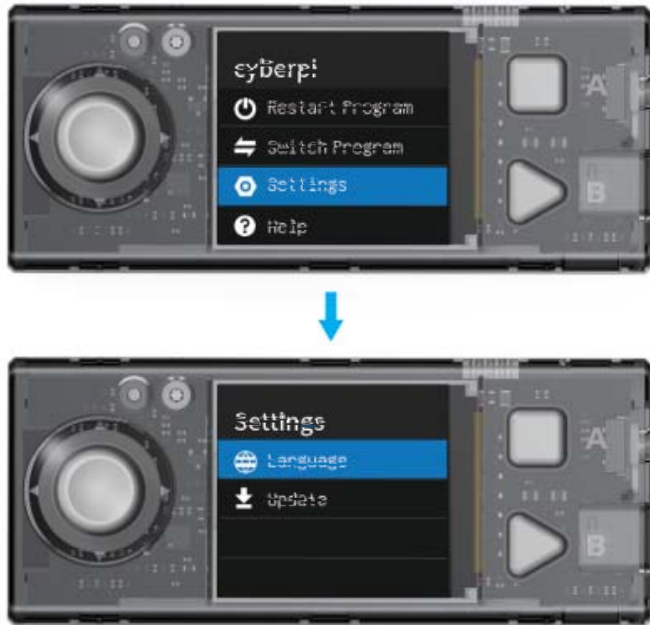 cyberpi
Restart Program
Switch Program
Settings
Help
A
B
Settings
Language
Update
A
B